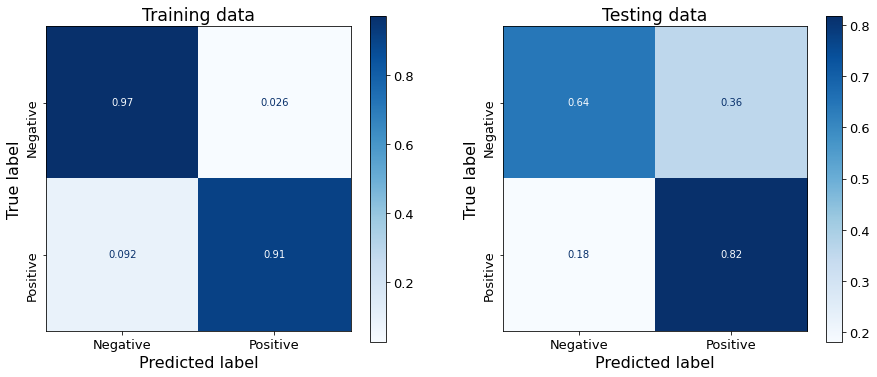 Training data
True label
Negative
Positive
0.97
0.026
0.092
0.91
Negative
Positive
Predicted label
0.8
0.6
0.4
0.2
Testing data
True label
Negative
Positive
0.64
0.36
0.18
0.82
Negative
Positive
Predicted label
0.8
0.7
0.6
0.5
0.4
0.3
0.2